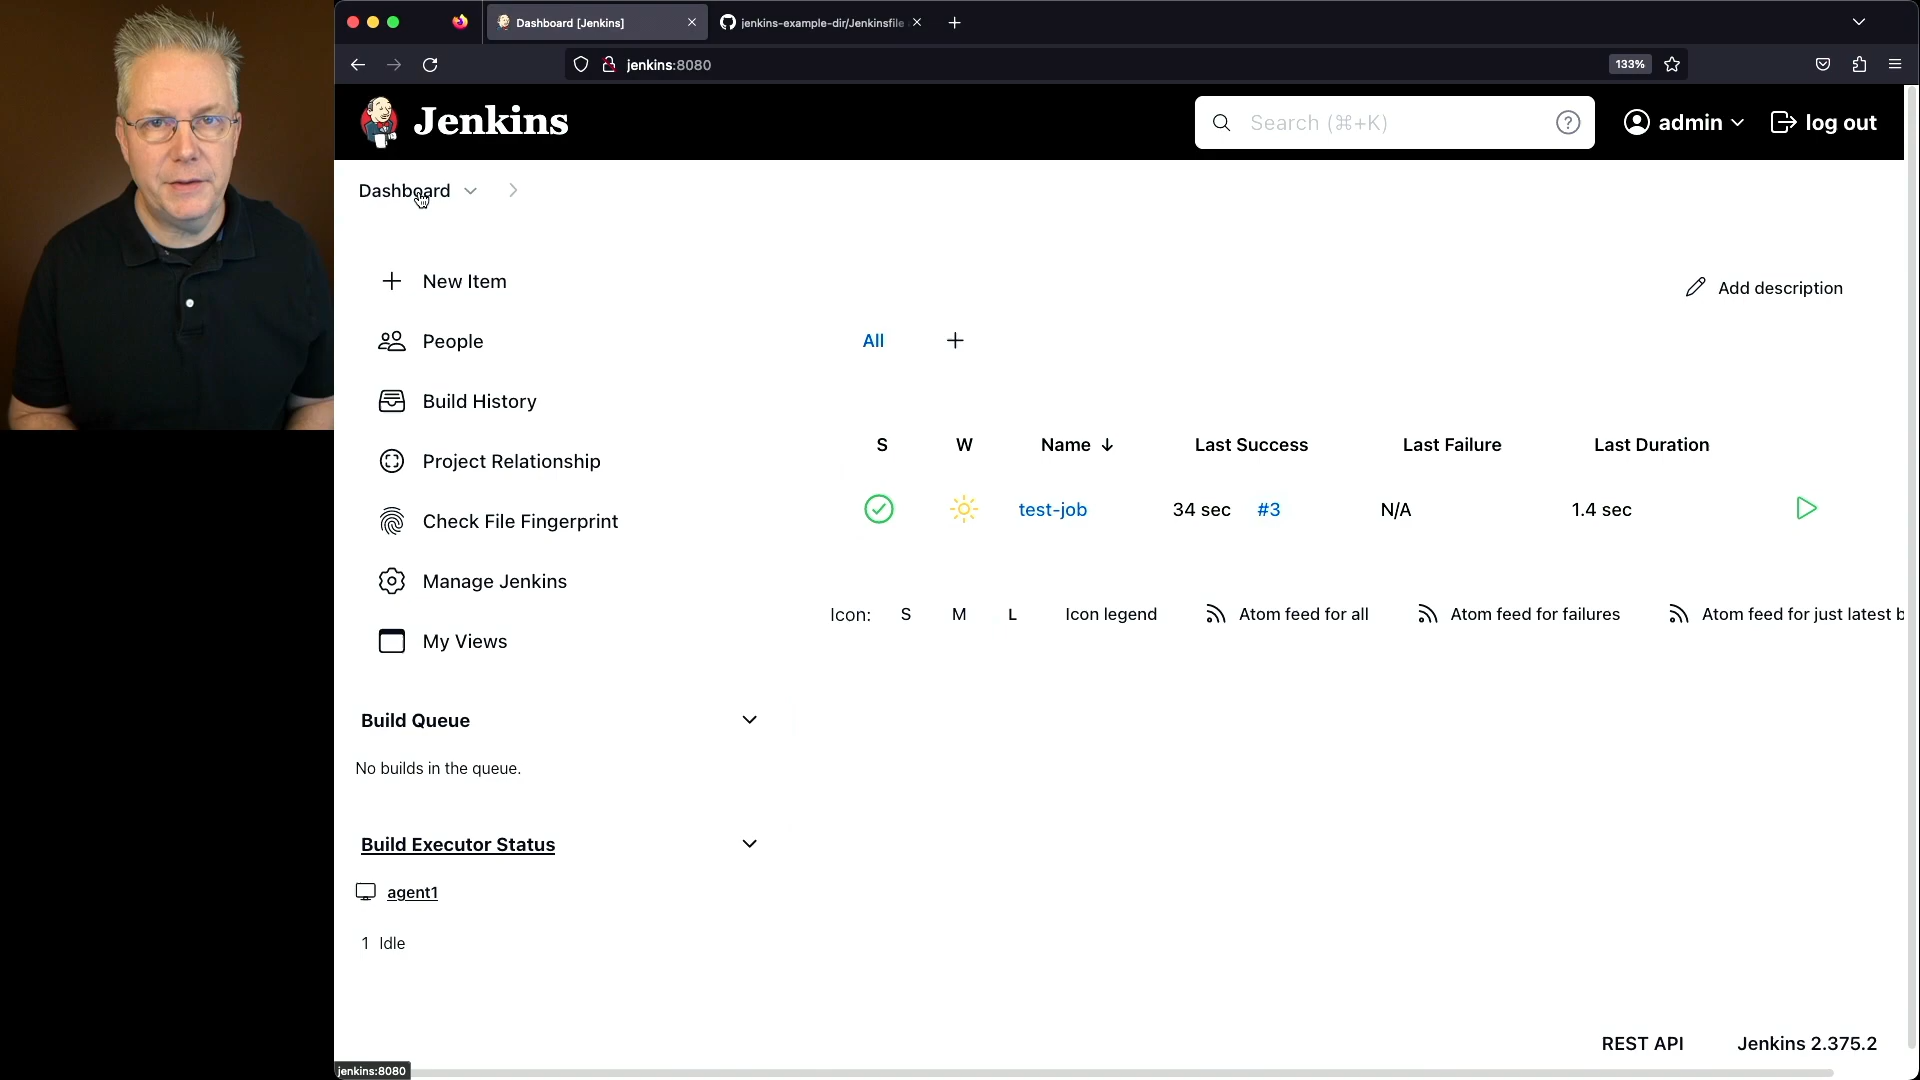 Dashboard [Jenkins]
jenkins-example-dir/Jenkinsfile
jenkins:8080
133%
Jenkins
Search (⌘+K)
admin
log out
Dashboard
New Item
Add description
People
All
Build History
S W Name ↓ Last Success Last Failure Last Duration
Project Relationship
test-job 34 sec #3 N/A 1.4 sec
Check File Fingerprint
Manage Jenkins
Icon: S M L Icon legend Atom feed for all Atom feed for failures Atom feed for just latest b
My Views
Build Queue
No builds in the queue.
Build Executor Status
agent1
1 Idle
REST API Jenkins 2.375.2
jenkins:8080